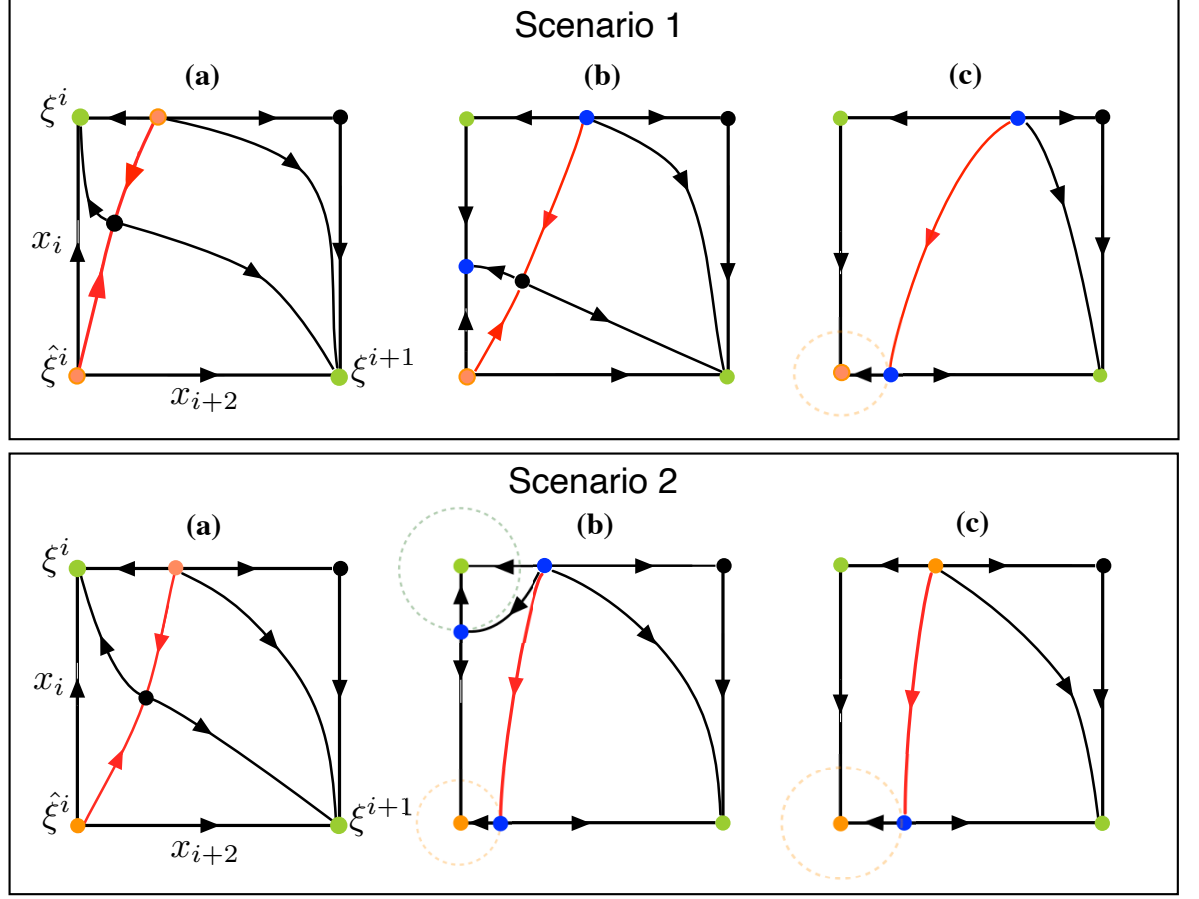 Scenario 1
(a) (b) (c)
ξ^i
x_i
ξ̂^i ξ^{i+1}
x_{i+2}
Scenario 2
(a) (b) (c)
ξ^i
x_i
ξ̂^i ξ^{i+1}
x_{i+2}